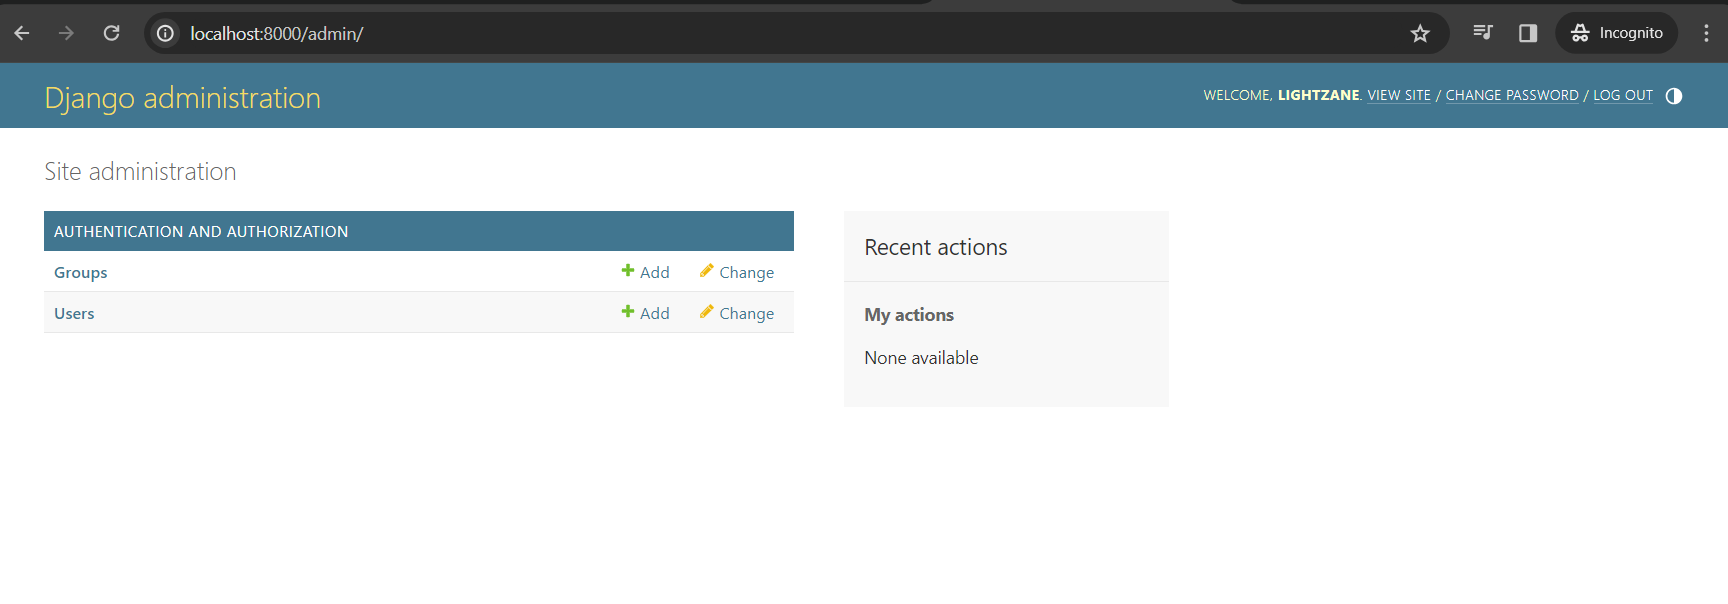 localhost:8000/admin/
Incognito
Django administration
WELCOME, LIGHTZANE. VIEW SITE / CHANGE PASSWORD / LOG OUT
Site administration
AUTHENTICATION AND AUTHORIZATION
Groups Add Change
Users Add Change
Recent actions
My actions
None available